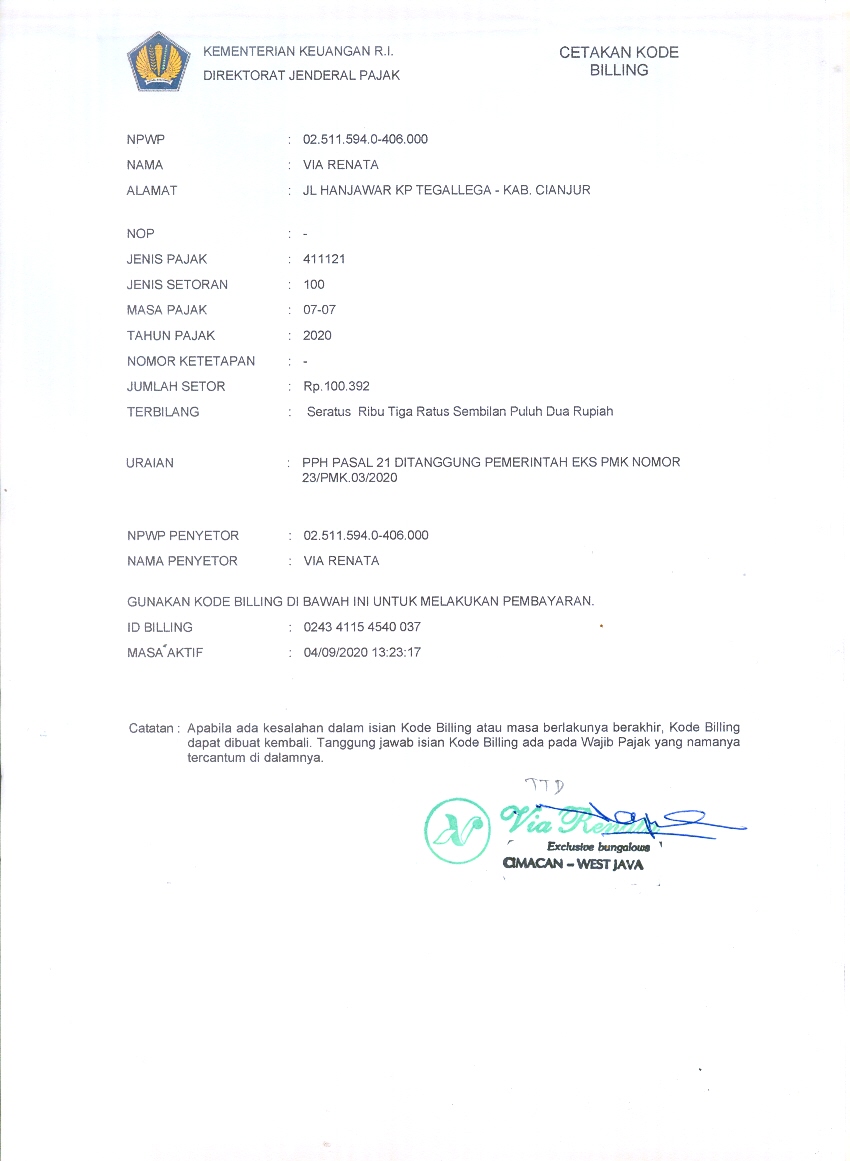 KEMENTERIAN KEUANGAN R.I.
DIREKTORAT JENDERAL PAJAK
CETAKAN KODE
BILLING
NPWP : 02.511.594.0-406.000
NAMA : VIA RENATA
ALAMAT : JL HANJAWAR KP TEGALLEGA - KAB. CIANJUR
NOP : -
JENIS PAJAK : 411121
JENIS SETORAN : 100
MASA PAJAK : 07-07
TAHUN PAJAK : 2020
NOMOR KETETAPAN : -
JUMLAH SETOR : Rp.100.392
TERBILANG : Seratus Ribu Tiga Ratus Sembilan Puluh Dua Rupiah
URAIAN : PPH PASAL 21 DITANGGUNG PEMERINTAH EKS PMK NOMOR
23/PMK.03/2020
NPWP PENYETOR : 02.511.594.0-406.000
NAMA PENYETOR : VIA RENATA
GUNAKAN KODE BILLING DI BAWAH INI UNTUK MELAKUKAN PEMBAYARAN.
ID BILLING : 0243 4115 4540 037
MASA AKTIF : 04/09/2020 13:23:17
Catatan : Apabila ada kesalahan dalam isian Kode Billing atau masa berlakunya berakhir, Kode Billing
dapat dibuat kembali. Tanggung jawab isian Kode Billing ada pada Wajib Pajak yang namanya
tercantum di dalamnya.
TTD
Via Renata
Exclusive bungalows
CIMACAN - WEST JAVA